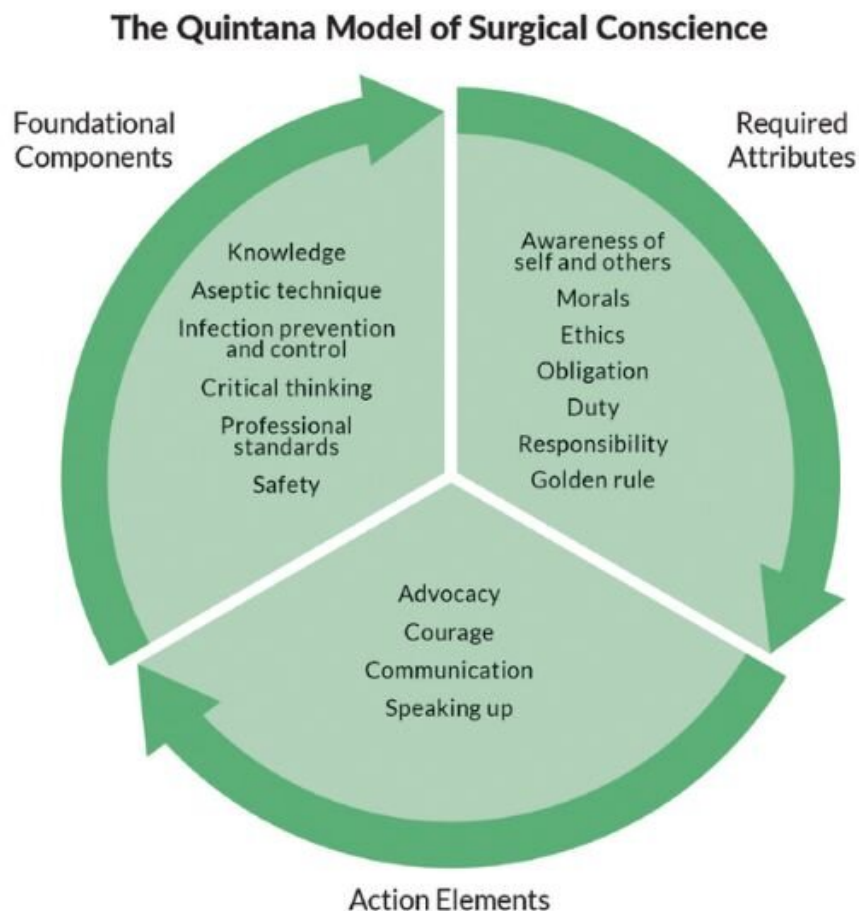 The Quintana Model of Surgical Conscience
Foundational
Components
Knowledge
Aseptic technique
Infection prevention
and control
Critical thinking
Professional
standards
Safety
Required
Attributes
Awareness of
self and others
Morals
Ethics
Obligation
Duty
Responsibility
Golden rule
Advocacy
Courage
Communication
Speaking up
Action Elements